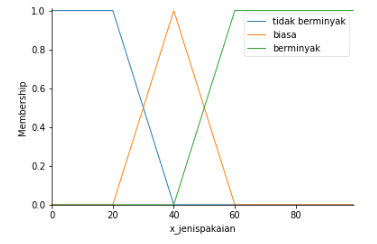 1.0
0.8
0.6
0.4
0.2
0.0
Membership
tidak berminyak
biasa
berminyak
0 20 40 60 80
x_jenispakaian